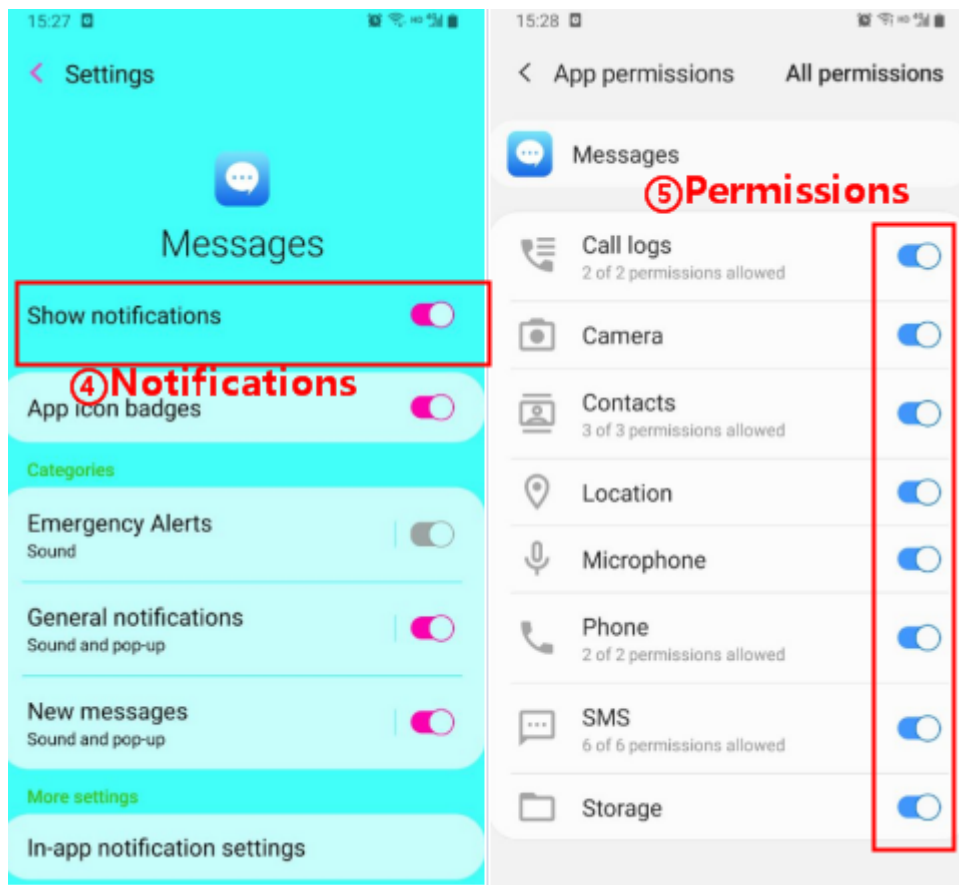 15:27
Settings
Messages
Show notifications
④Notifications
App icon badges
Categories
Emergency Alerts
Sound
General notifications
Sound and pop-up
New messages
Sound and pop-up
More settings
In-app notification settings
15:28
App permissions All permissions
Messages
⑤Permissions
Call logs
2 of 2 permissions allowed
Camera
Contacts
3 of 3 permissions allowed
Location
Microphone
Phone
2 of 2 permissions allowed
SMS
6 of 6 permissions allowed
Storage